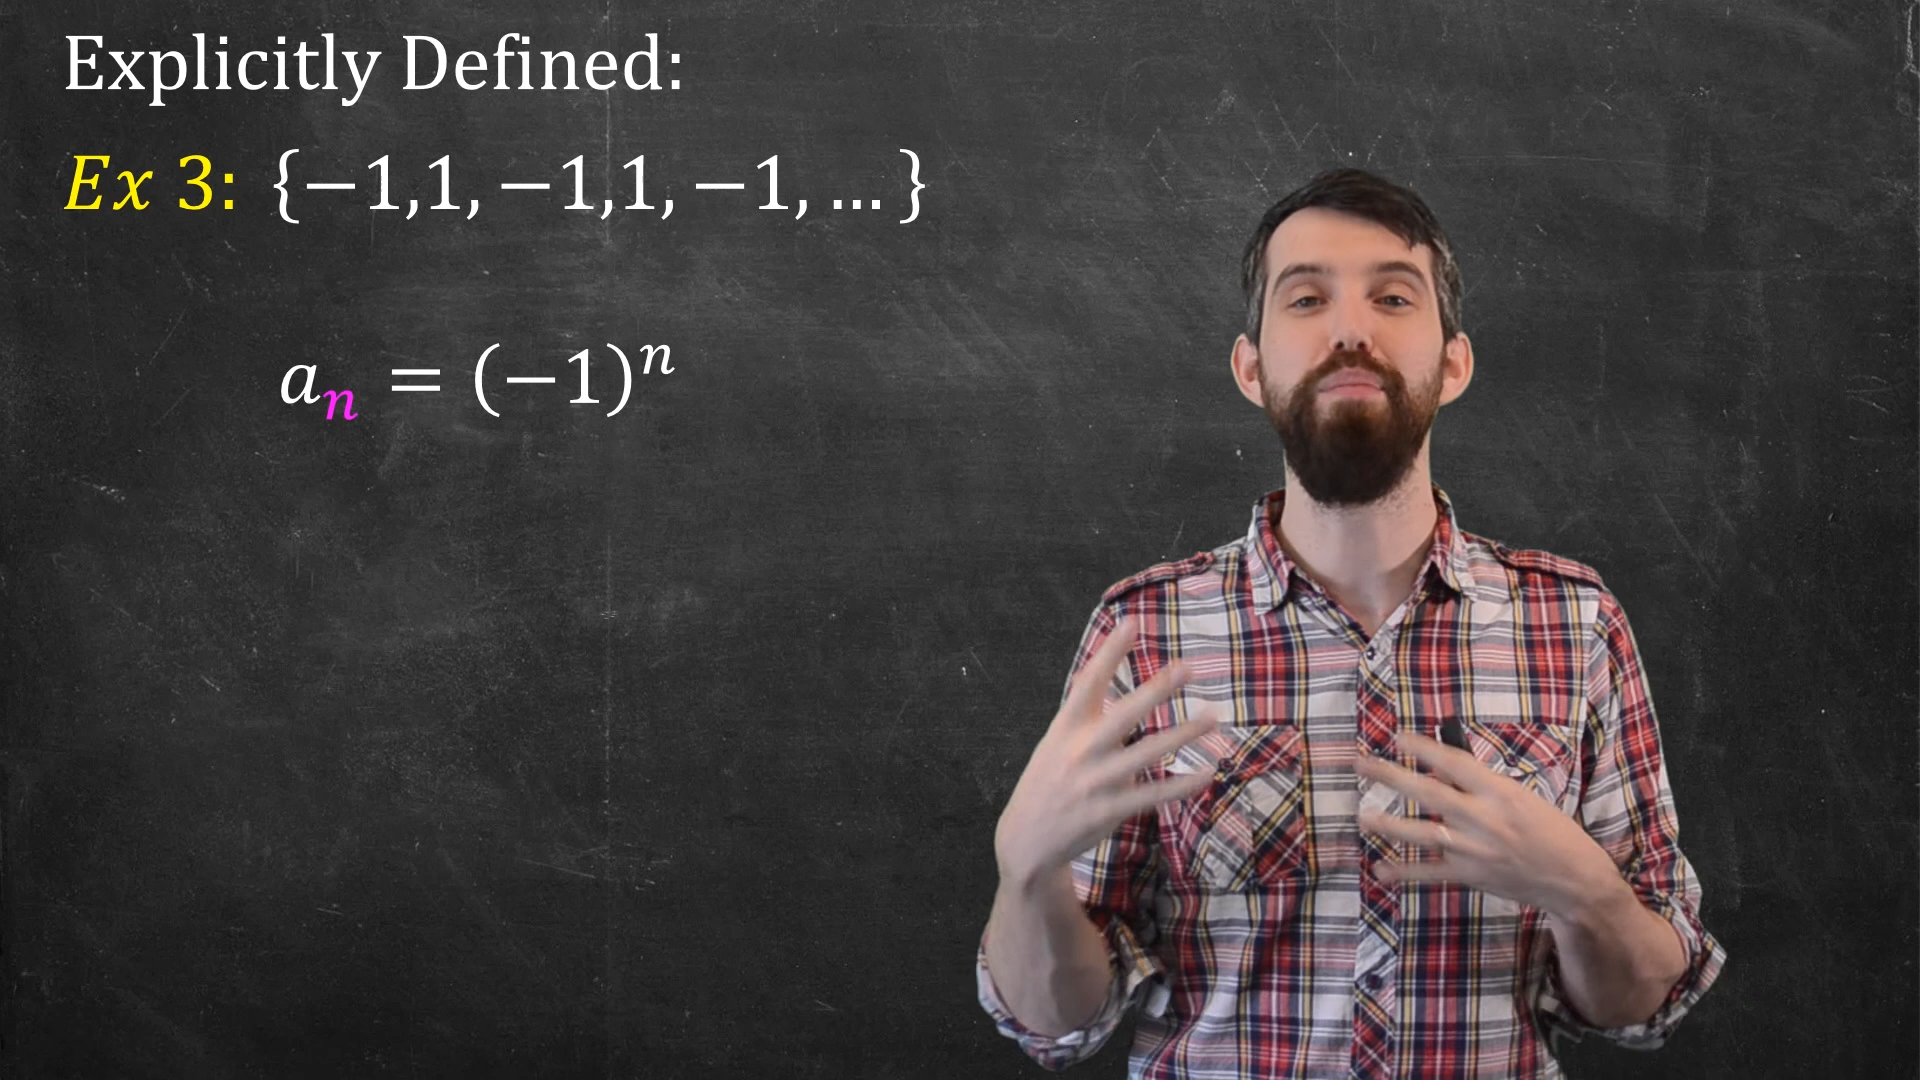 Explicitly Defined:
Ex 3: {−1,1, −1,1, −1, … }
aₙ = (−1)ⁿ